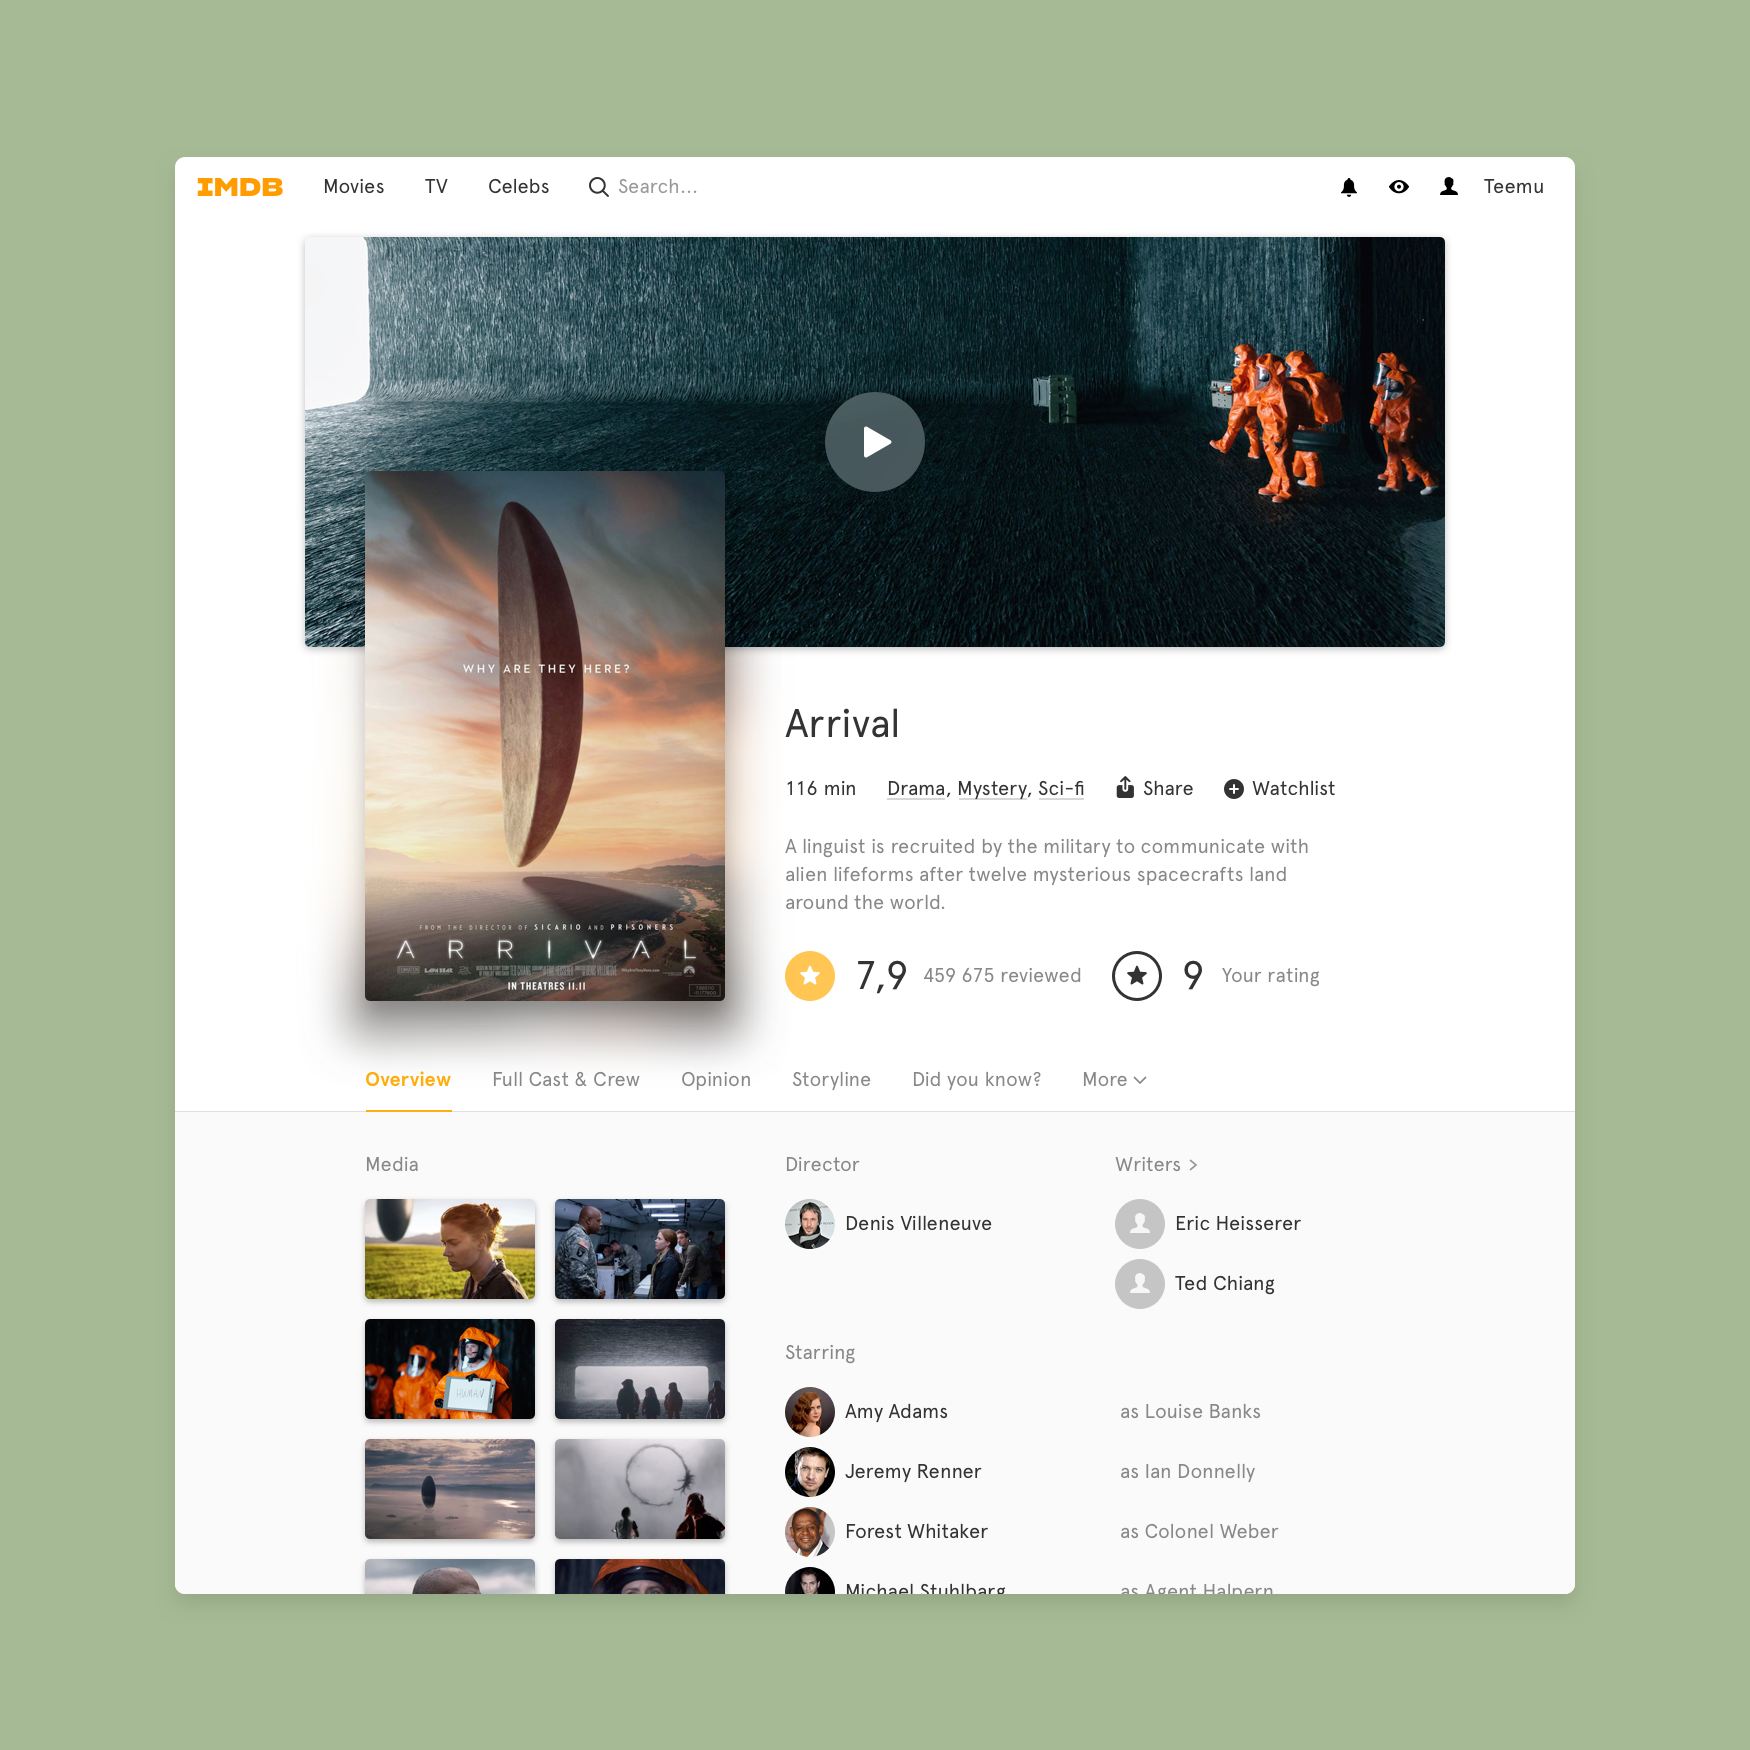 IMDB Movies TV Celebs Search... Teemu
WHY ARE THEY HERE?
FROM THE DIRECTOR OF SICARIO AND PRISONERS
ARRIVAL
IN THEATRES 11.11
Arrival
116 min Drama, Mystery, Sci-fi Share Watchlist
A linguist is recruited by the military to communicate with
alien lifeforms after twelve mysterious spacecrafts land
around the world.
7,9 459 675 reviewed 9 Your rating
Overview Full Cast & Crew Opinion Storyline Did you know? More
Media
HUMAN
Director
Denis Villeneuve
Writers >
Eric Heisserer
Ted Chiang
Starring
Amy Adams as Louise Banks
Jeremy Renner as Ian Donnelly
Forest Whitaker as Colonel Weber
Michael Stuhlbarg as Agent Halpern